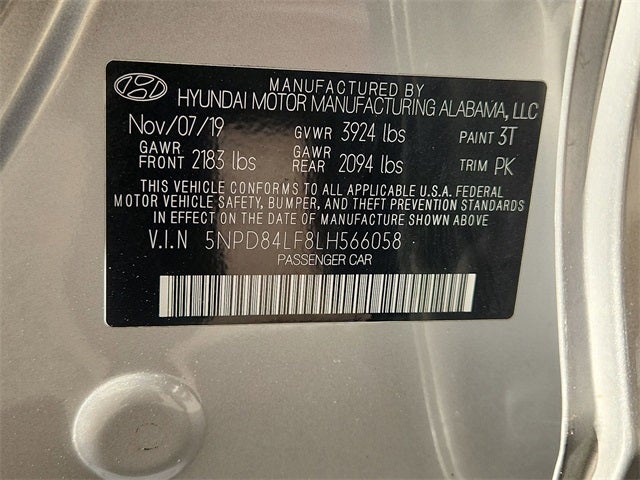 MANUFACTURED BY
HYUNDAI MOTOR MANUFACTURING ALABAMA, LLC
Nov/07/19 GVWR 3924 lbs PAINT 3T
GAWR FRONT 2183 lbs GAWR REAR 2094 lbs TRIM PK
THIS VEHICLE CONFORMS TO ALL APPLICABLE U.S.A. FEDERAL
MOTOR VEHICLE SAFETY, BUMPER, AND THEFT PREVENTION STANDARDS
IN EFFECT ON THE DATE OF MANUFACTURE SHOWN ABOVE
V.I.N 5NPD84LF8LH566058
PASSENGER CAR